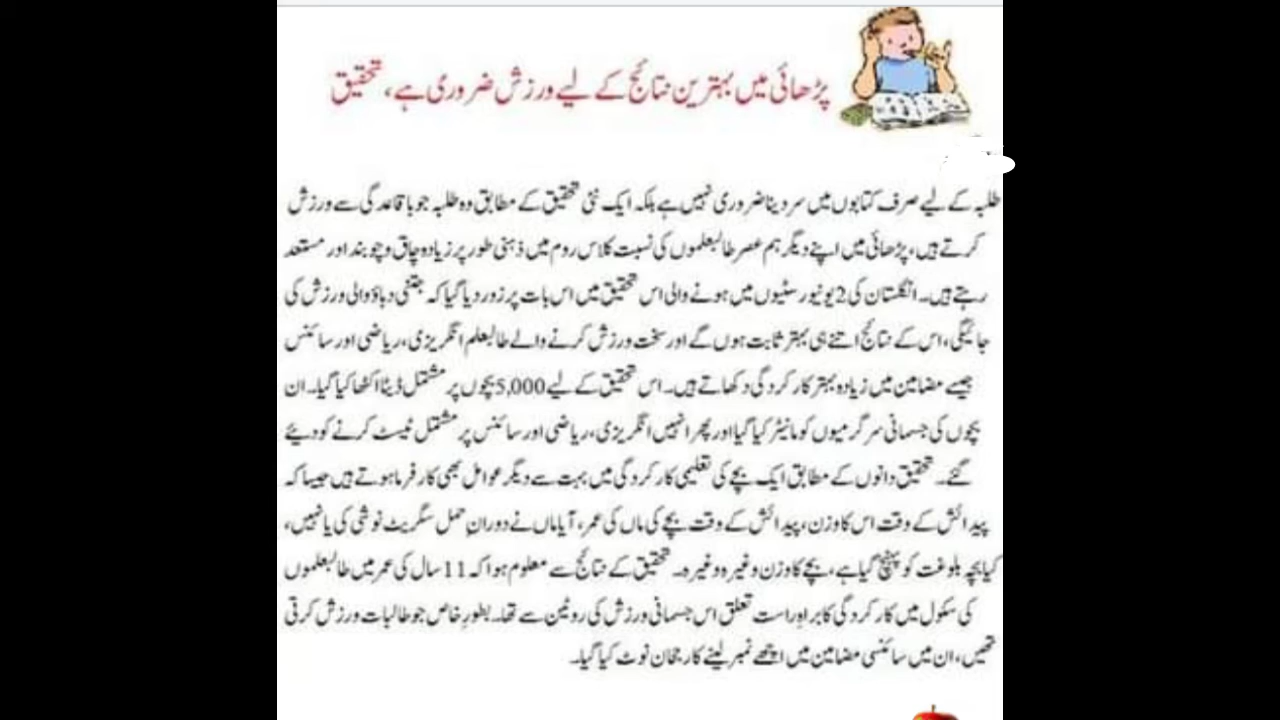 پڑھائی میں بہترین نتائج کے لیے ورزش ضروری ہے، تحقیق
طلبہ کے لیے صرف کتابوں میں سر دینا ضروری نہیں ہے بلکہ ایک نئی تحقیق کے مطابق وہ طلبہ جو باقاعدگی سے ورزش
کرتے ہیں، پڑھائی میں اپنے دیگر ہم عصر طالبعلموں کی نسبت کلاس روم میں ذہنی طور پر زیادہ چاق و چوبند اور مستعد
رہتے ہیں۔ انگلستان کی 2 یونیورسٹیوں میں ہونے والی اس تحقیق میں اس بات پر زور دیا گیا کہ جتنی دباؤ والی ورزش کی
جائیگی، اس کے نتائج اتنے ہی بہتر ثابت ہوں گے اور سخت ورزش کرنے والے طالبعلم انگریزی، ریاضی اور سائنس
جیسے مضامین میں زیادہ بہتر کارکردگی دکھاتے ہیں۔ اس تحقیق کے لیے 5,000 بچوں پر مشتمل ڈیٹا اکٹھا کیا گیا۔ ان
بچوں کی جسمانی سرگرمیوں کو مانیٹر کیا گیا اور پھر انہیں انگریزی، ریاضی اور سائنس پر مشتمل ٹیسٹ کرنے کو دیئے
گئے۔ تحقیق دانوں کے مطابق ایک بچے کی تعلیمی کارکردگی میں بہت سے دیگر عوامل بھی کارفرما ہوتے ہیں جیسا کہ
پیدائش کے وقت اس کا وزن، پیدائش کے وقت بچے کی ماں کی عمر، آیا ماں نے دورانِ حمل سگریٹ نوشی کی یا نہیں،
کیا بچہ بلوغت کو پہنچ گیا ہے، بچے کا وزن وغیرہ وغیرہ۔ تحقیق کے نتائج سے معلوم ہوا کہ 11 سال کی عمر میں طالبعلموں
کی سکول میں کارکردگی کا براہِ راست تعلق اس جسمانی ورزش کی روٹین سے تھا۔ بطورِ خاص جو طالبات ورزش کرتی
تھیں، ان میں سائنسی مضامین میں اچھے نمبر لینے کا رجحان نوٹ کیا گیا۔